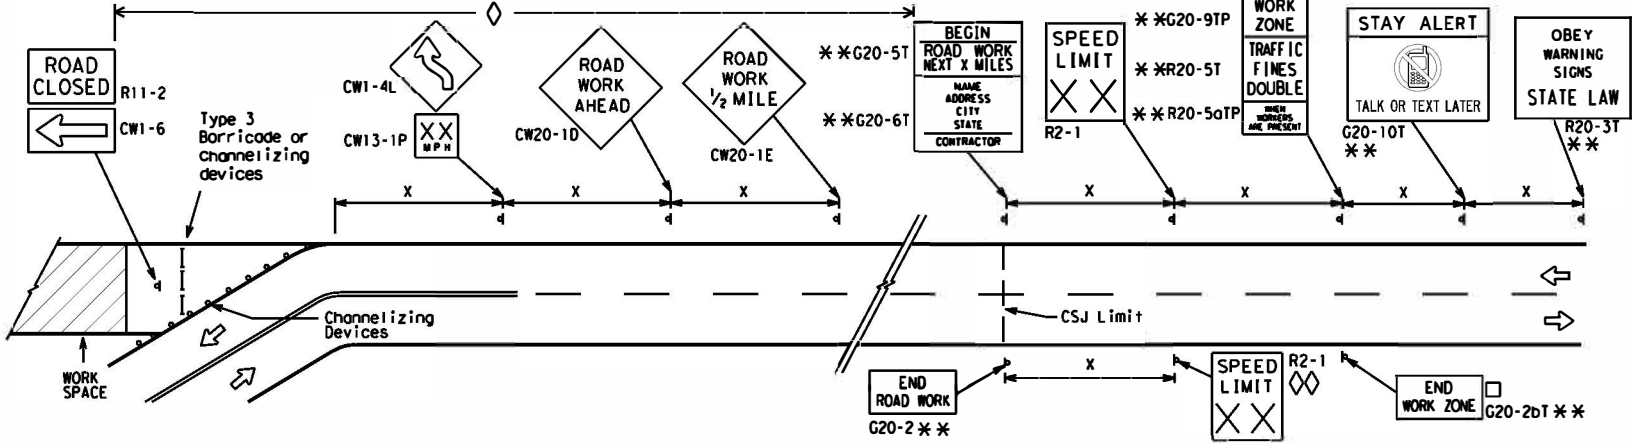 ROAD
CLOSED
R11-2
CW1-6
Type 3
Barricade or
channelizing
devices
CW1-4L
XX
MPH
CW13-1P
ROAD
WORK
AHEAD
CW20-1D
ROAD
WORK
1/2 MILE
CW20-1E
* *G20-5T
* *G20-6T
BEGIN
ROAD WORK
NEXT X MILES
NAME
ADDRESS
CITY
STATE
CONTRACTOR
SPEED
LIMIT
X X
R2-1
* *G20-9TP
* *R20-5T
* *R20-5aTP
WORK
ZONE
TRAFFIC
FINES
DOUBLE
WHEN
WORKERS
ARE PRESENT
STAY ALERT
TALK OR TEXT LATER
G20-10T
* *
OBEY
WARNING
SIGNS
STATE LAW
R20-3T
* *
X X X X X X X
Channelizing
Devices
WORK
SPACE
CSJ Limit
X
END
ROAD WORK
G20-2 * *
SPEED
LIMIT
X X
R2-1
END
WORK ZONE
G20-2bT * *